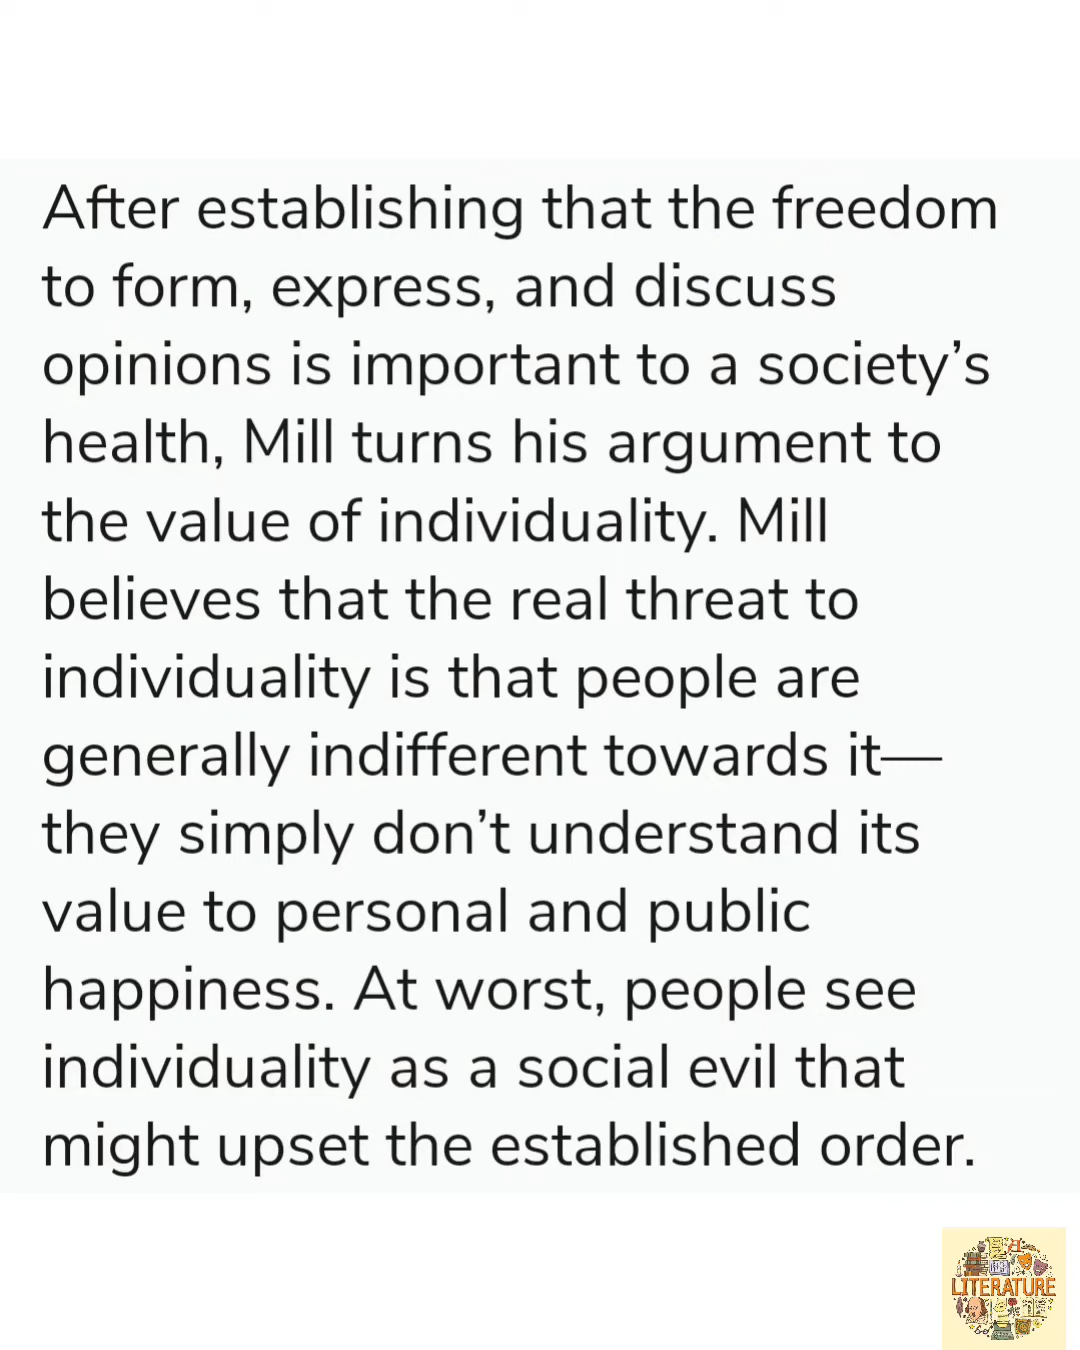 After establishing that the freedom
to form, express, and discuss
opinions is important to a society’s
health, Mill turns his argument to
the value of individuality. Mill
believes that the real threat to
individuality is that people are
generally indifferent towards it—
they simply don’t understand its
value to personal and public
happiness. At worst, people see
individuality as a social evil that
might upset the established order.
LITERATURE